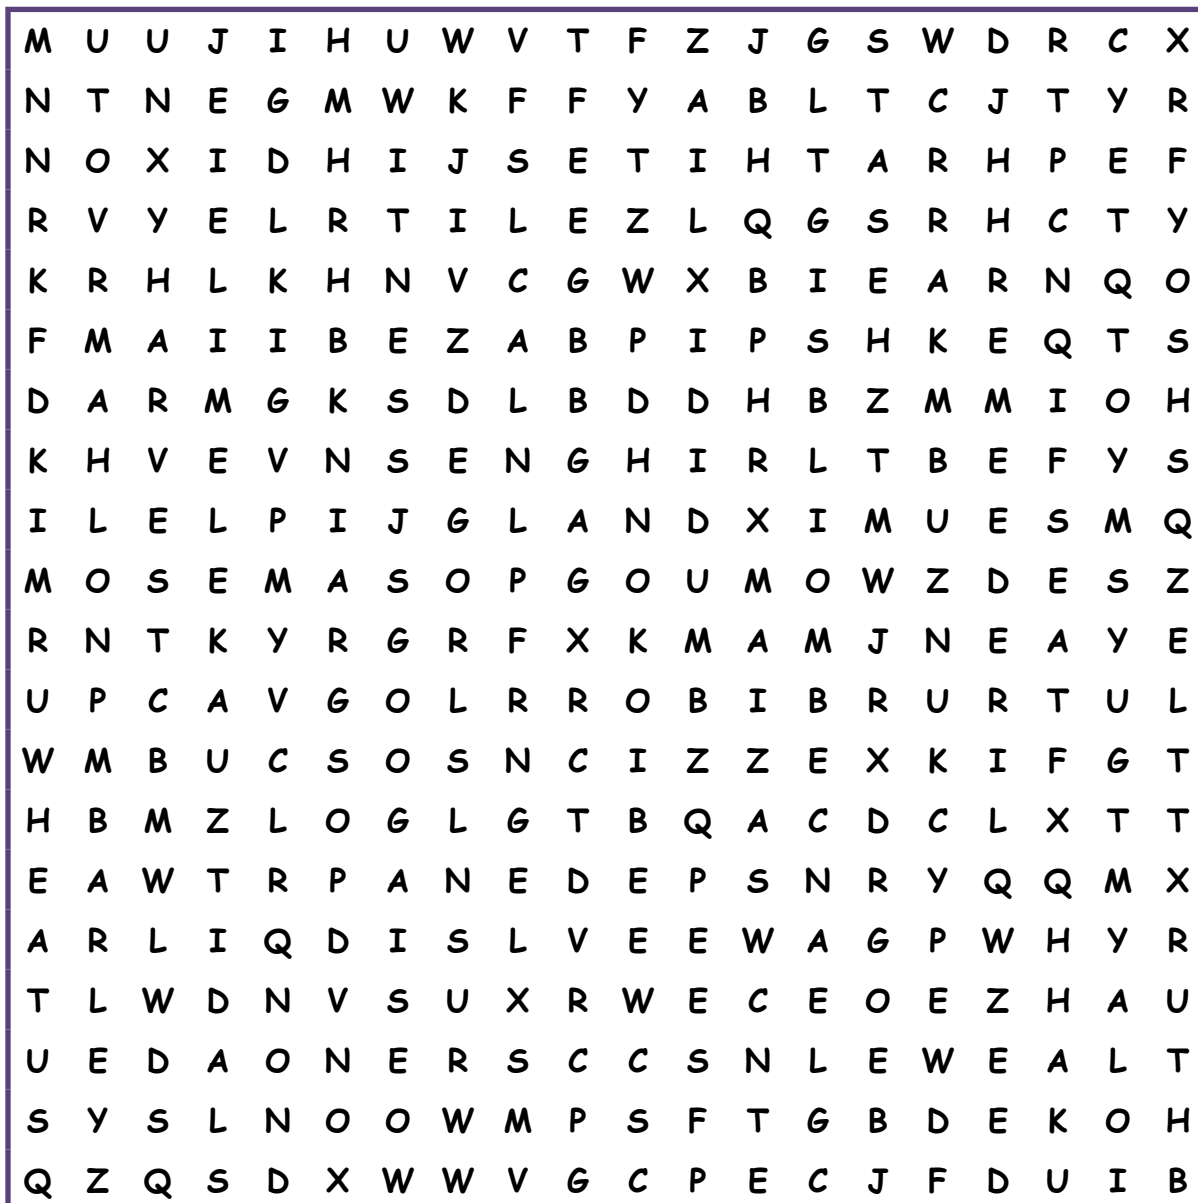 M U U J I H U W V T F Z J G S W D R C X
N T N E G M W K F F Y A B L T C J T Y R
N O X I D H I J S E T I H T A R H P E F
R V Y E L R T I L E Z L Q G S R H C T Y
K R H L K H N V C G W X B I E A R N Q O
F M A I I B E Z A B P I P S H K E Q T S
D A R M G K S D L B D D H B Z M M I O H
K H V E V N S E N G H I R L T B E F Y S
I L E L P I J G L A N D X I M U E S M Q
M O S E M A S O P G O U M O W Z D E S Z
R N T K Y R G R F X K M A M J N E A Y E
U P C A V G O L R R O B I B R U R T U L
W M B U C S O S N C I Z Z E X K I F G T
H B M Z L O G L G T B Q A C D C L X T T
E A W T R P A N E D E P S N R Y Q Q M X
A R L I Q D I S L V E E W A G P W H Y R
T L W D N V S U X R W E C E O E Z H A U
U E D A O N E R S C C S N L E W E A L T
S Y S L N O O W M P S F T G B D E K O H
Q Z Q S D X W W V G C P E C J F D U I B